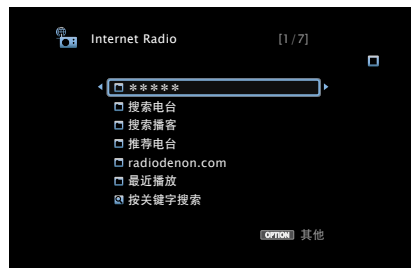 Internet Radio [1/7]
*****
搜索电台
搜索播客
推荐电台
radiodenon.com
最近播放
按关键字搜索
OPTION 其他